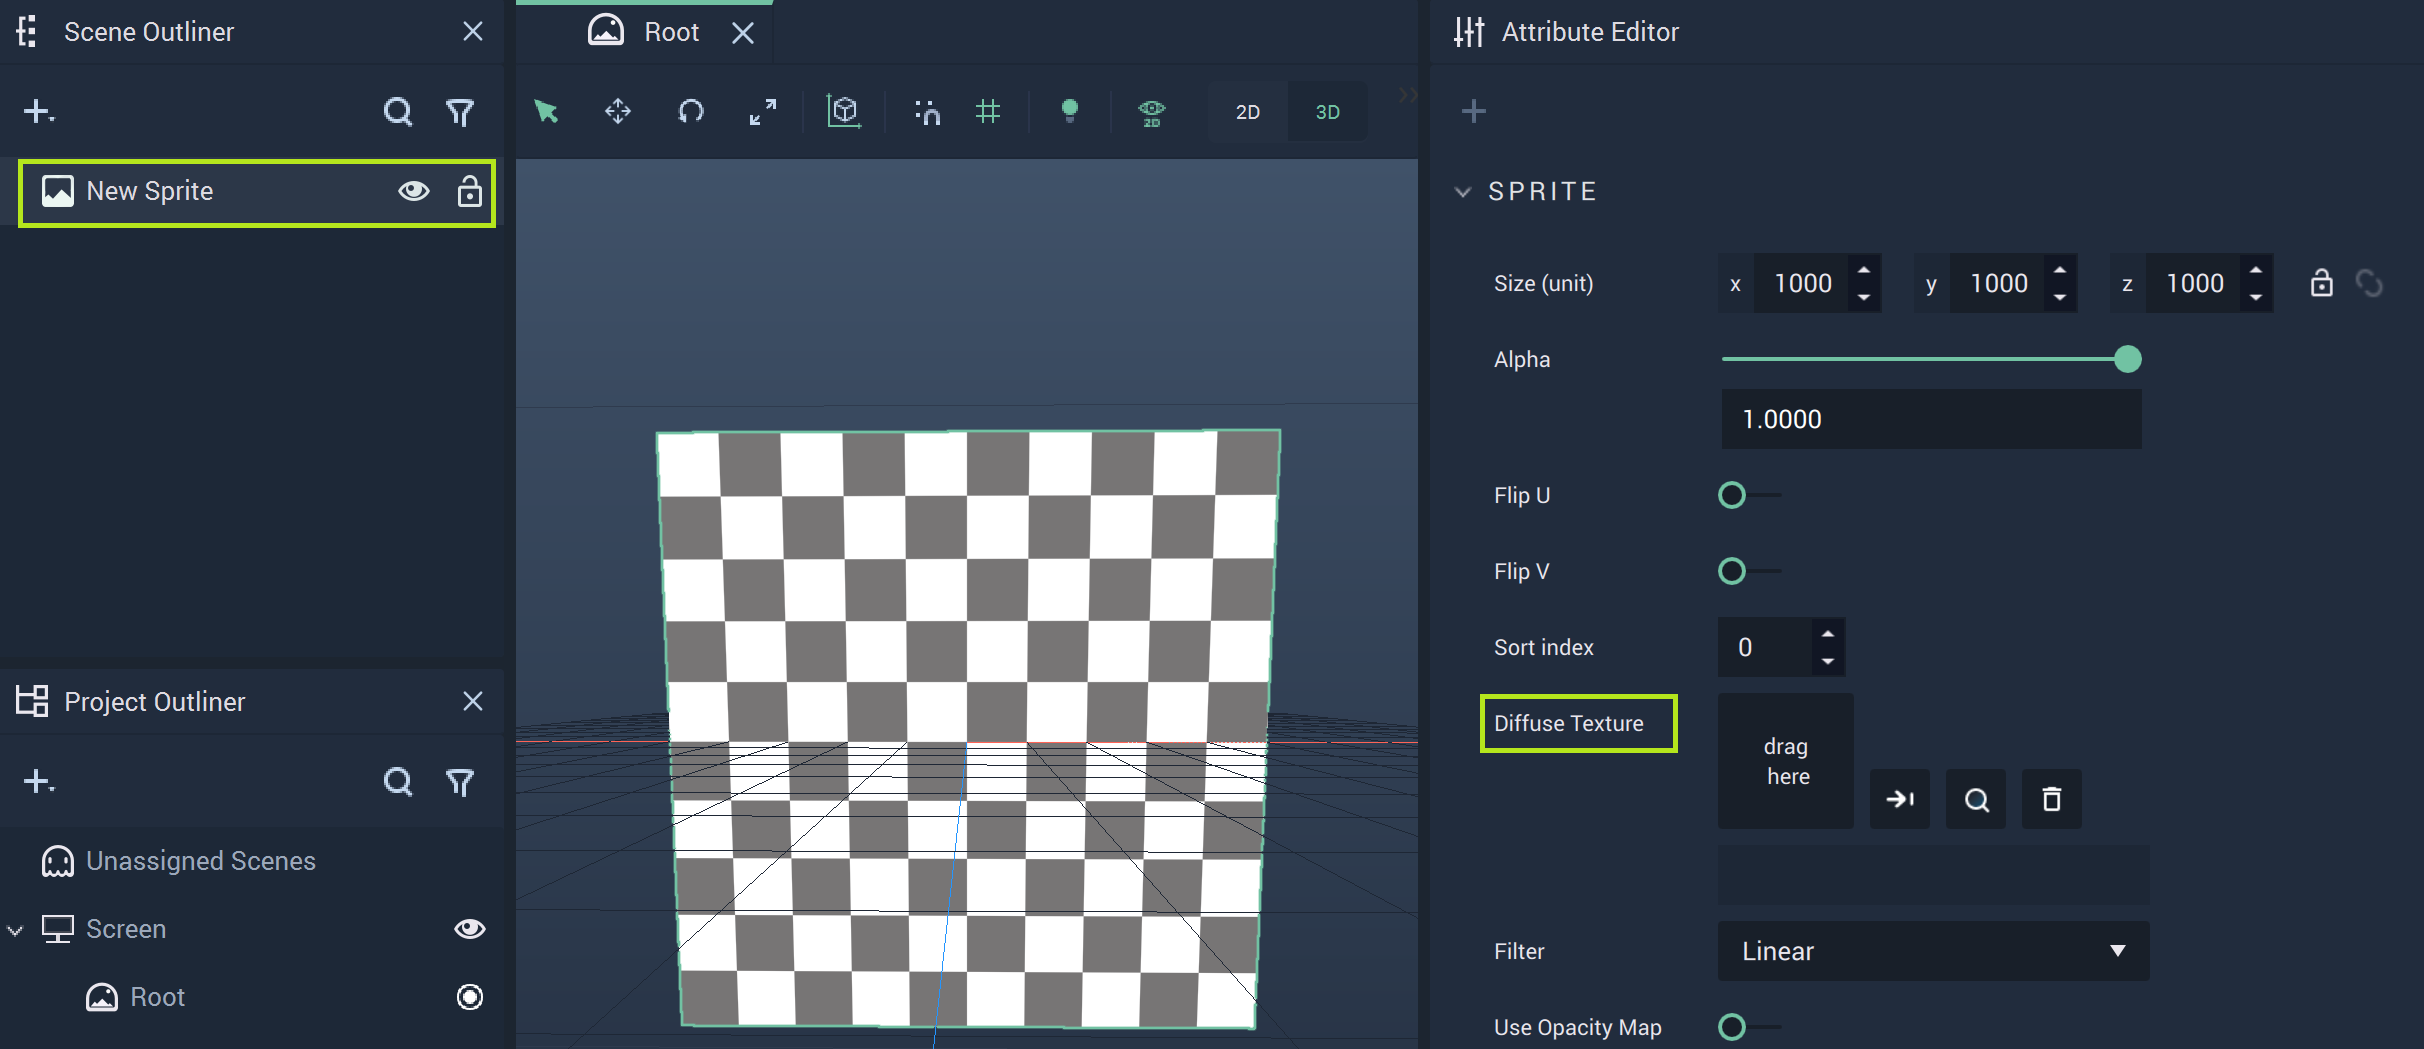 Scene Outliner
New Sprite
Project Outliner
Unassigned Scenes
Screen
Root
Root
2D
2D 3D
Attribute Editor
SPRITE
Size (unit) x 1000 y 1000 z 1000
Alpha
1.0000
Flip U
Flip V
Sort index 0
Diffuse Texture
drag
here
Filter Linear
Use Opacity Map